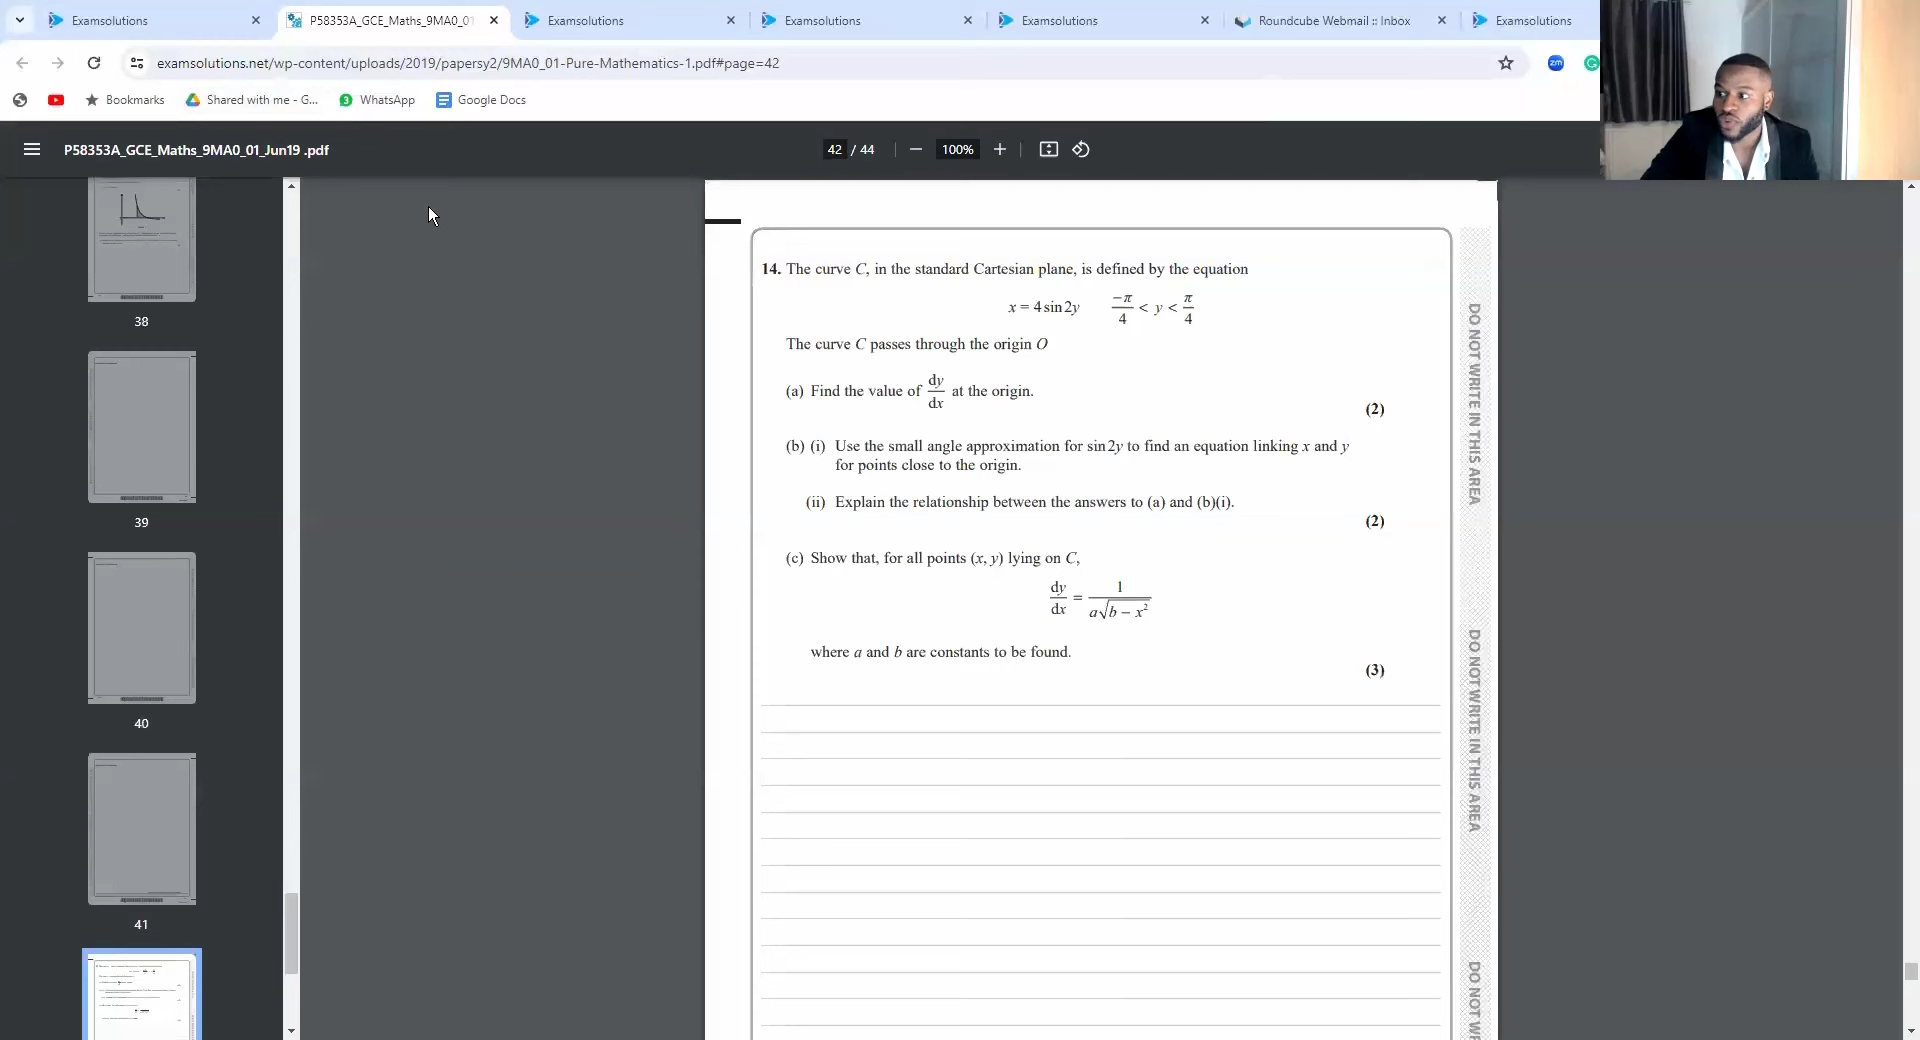 Examsolutions
P58353A_GCE_Maths_9MA0_01
Examsolutions
Examsolutions
Examsolutions
Roundcube Webmail :: Inbox
Examsolutions
examsolutions.net/wp-content/uploads/2019/papersy2/9MA0_01-Pure-Mathematics-1.pdf#page=42
zm
Bookmarks
Shared with me - G...
3
WhatsApp
Google Docs
P58353A_GCE_Maths_9MA0_01_Jun19 .pdf
42 / 44
100%
38
39
40
41
14. The curve C, in the standard Cartesian plane, is defined by the equation
x = 4 sin 2y   -π/4 < y < π/4
The curve C passes through the origin O
(a) Find the value of dy/dx at the origin.
(2)
(b) (i) Use the small angle approximation for sin 2y to find an equation linking x and y
for points close to the origin.
(ii) Explain the relationship between the answers to (a) and (b)(i).
(2)
(c) Show that, for all points (x, y) lying on C,
dy/dx = 1/(a√(b − x²))
where a and b are constants to be found.
(3)
DO NOT WRITE IN THIS AREA
DO NOT WRITE IN THIS AREA
DO NOT W